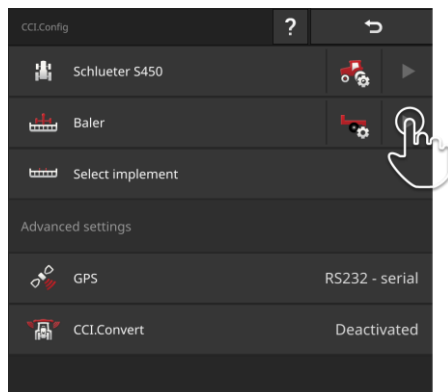 CCI.Config
?
Schlueter S450
Baler
Select implement
Advanced settings
GPS RS232 - serial
CCI.Convert Deactivated